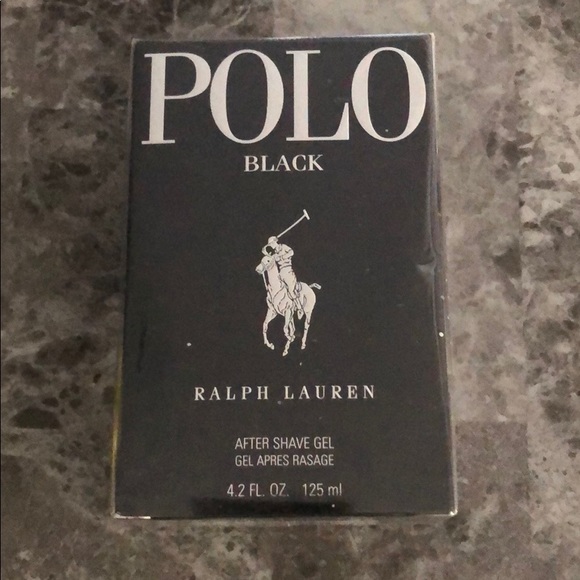 POLO
BLACK
RALPH LAUREN
AFTER SHAVE GEL
GEL APRES RASAGE
4.2 FL. OZ. 125 ml